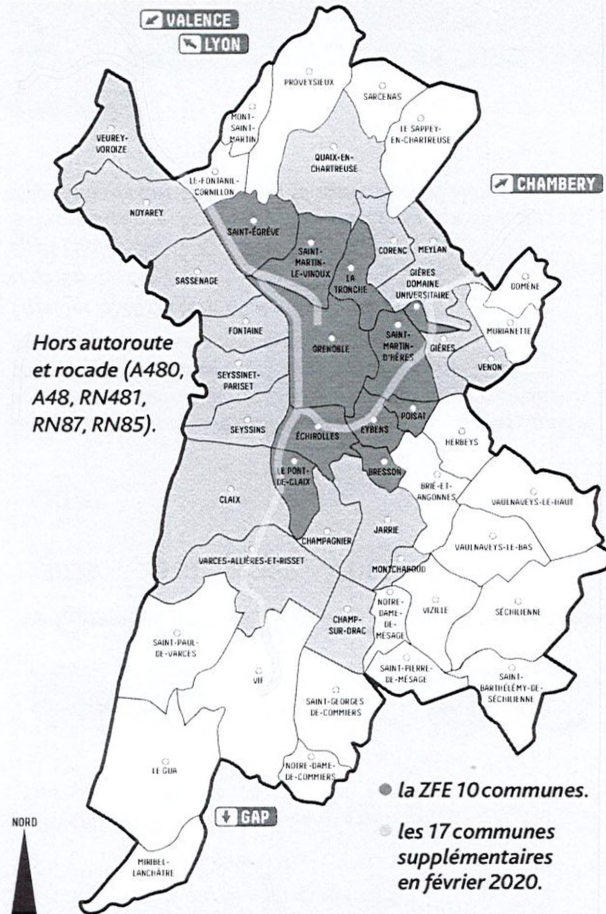 VALENCE
LYON
PROVEYSIEUX
SARCENAS
MONT-
SAINT-
MARTIN
LE SAPPEY-
EN-CHARTREUSE
VEUREY-
VOROIZE
QUAIX-EN-
CHARTREUSE
LE-FONTANIL-
CORNILLON
CHAMBERY
NOYAREY
SAINT-ÉGRÈVE
SAINT-
MARTIN-
LE-VINOUX
CORENC
MEYLAN
LA
TRONCHE
GIÈRES
DOMAINE
UNIVERSITAIRE
SASSENAGE
DOMÈNE
MURIANETTE
FONTAINE
Hors autoroute
et rocade (A480,
A48, RN481,
RN87, RN85).
GRENOBLE
SAINT-
MARTIN-
D'HÈRES
GIÈRES
VENON
SEYSSINET-
PARISET
SEYSSINS
ÉCHIROLLES
EYBENS
POISAT
HERBEYS
LE PONT-
DE-CLAIX
BRESSON
BRIÉ-ET-
ANGONNES
CLAIX
VAULNAVEYS-LE-HAUT
CHAMPAGNIER
JARRIE
VAULNAVEYS-LE-BAS
VARCES-ALLIÈRES-ET-RISSET
MONTCHABOUD
CHAMP-
SUR-DRAC
NOTRE-
DAME-
DE-
MÉSAGE
VIZILLE
SÉCHILIENNE
SAINT-PAUL-
DE-VARCES
VIF
SAINT-PIERRE-
DE-MÉSAGE
SAINT-
BARTHÉLÉMY-DE-
SÉCHILIENNE
SAINT-GEORGES
DE-COMMIERS
LE GUA
NOTRE-DAME-
DE-COMMIERS
la ZFE 10 communes.
GAP
les 17 communes
supplémentaires
en février 2020.
NORD
MIRIBEL-
LANCHÂTRE